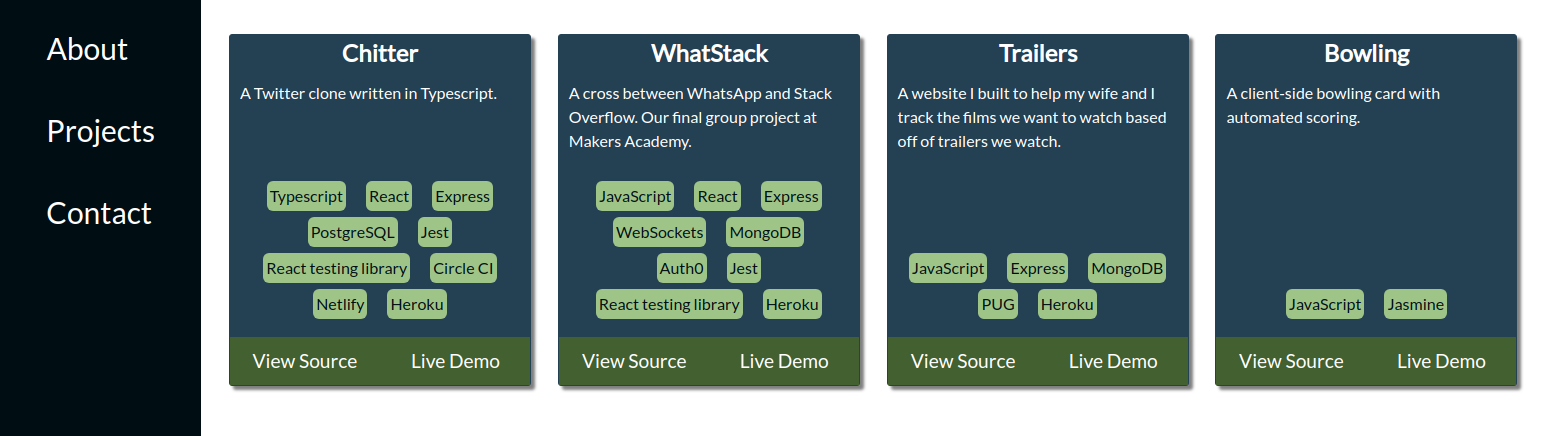 About
Projects
Contact
Chitter
A Twitter clone written in Typescript.
Typescript React Express
PostgreSQL Jest
React testing library Circle CI
Netlify Heroku
View Source Live Demo
WhatStack
A cross between WhatsApp and Stack
Overflow. Our final group project at
Makers Academy.
JavaScript React Express
WebSockets MongoDB
Auth0 Jest
React testing library Heroku
View Source Live Demo
Trailers
A website I built to help my wife and I
track the films we want to watch based
off of trailers we watch.
JavaScript Express MongoDB
PUG Heroku
View Source Live Demo
Bowling
A client-side bowling card with
automated scoring.
JavaScript Jasmine
View Source Live Demo